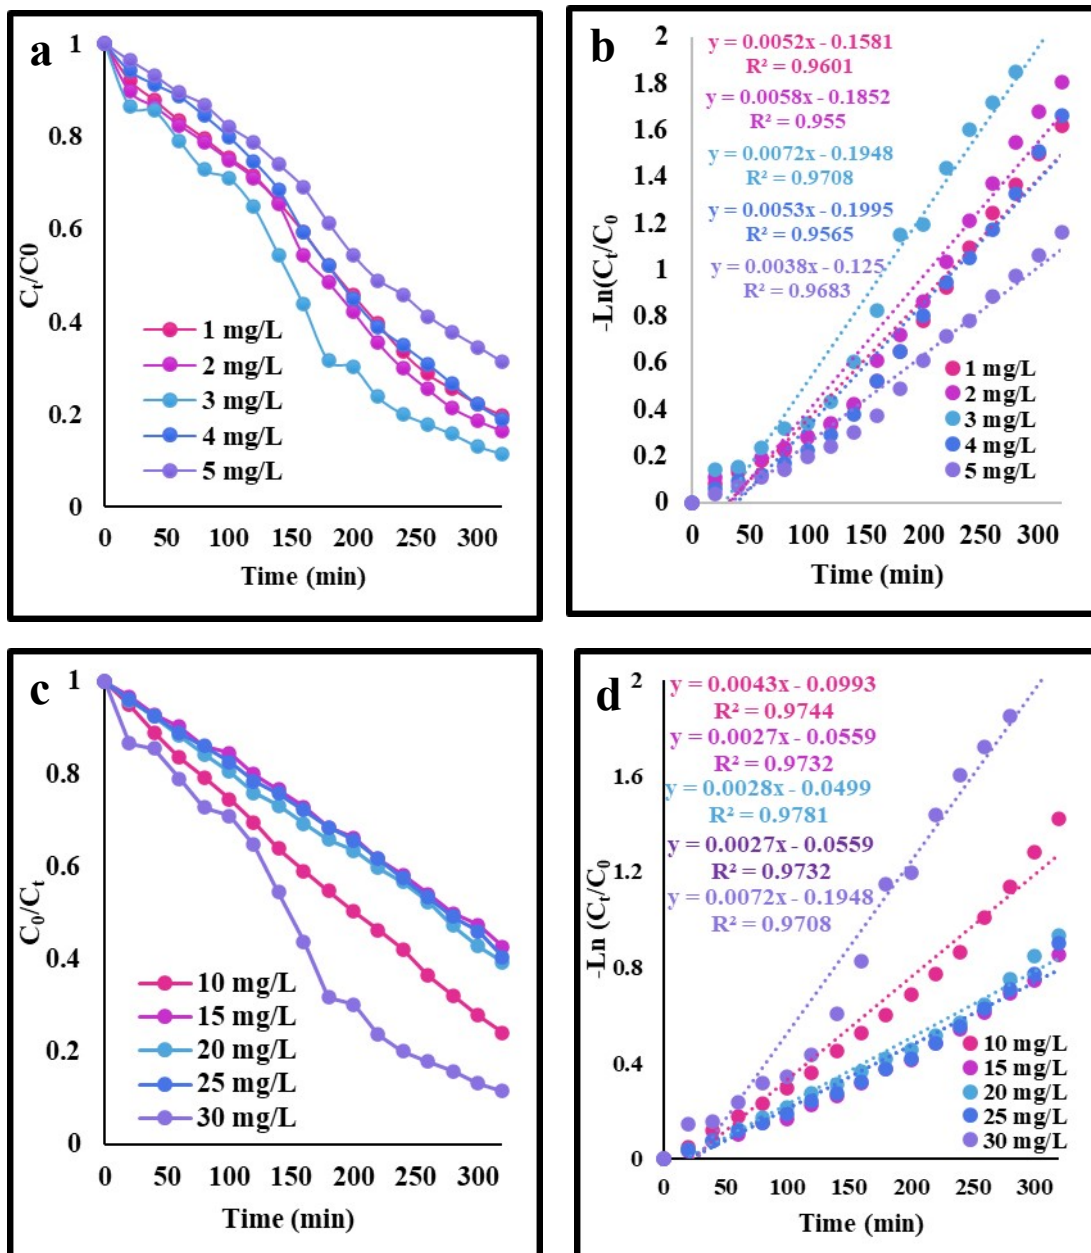 a
1
0.8
0.6
0.4
0.2
0
Cₜ/C0
1 mg/L
2 mg/L
3 mg/L
4 mg/L
5 mg/L
0 50 100 150 200 250 300
Time (min)
b
2
1.8
1.6
1.4
1.2
1
0.8
0.6
0.4
0.2
0
-Ln(Cₜ/C₀)
y = 0.0052x - 0.1581
R² = 0.9601
y = 0.0058x - 0.1852
R² = 0.955
y = 0.0072x - 0.1948
R² = 0.9708
y = 0.0053x - 0.1995
R² = 0.9565
y = 0.0038x - 0.125
R² = 0.9683
1 mg/L
2 mg/L
3 mg/L
4 mg/L
5 mg/L
0 50 100 150 200 250 300
Time (min)
c
1
0.8
0.6
0.4
0.2
0
C₀/Cₜ
10 mg/L
15 mg/L
20 mg/L
25 mg/L
30 mg/L
0 50 100 150 200 250 300
Time (min)
d
2
1.6
1.2
0.8
0.4
0
-Ln (Cₜ/C₀
y = 0.0043x - 0.0993
R² = 0.9744
y = 0.0027x - 0.0559
R² = 0.9732
y = 0.0028x - 0.0499
R² = 0.9781
y = 0.0027x - 0.0559
R² = 0.9732
y = 0.0072x - 0.1948
R² = 0.9708
10 mg/L
15 mg/L
20 mg/L
25 mg/L
30 mg/L
0 50 100 150 200 250 300
Time (min)